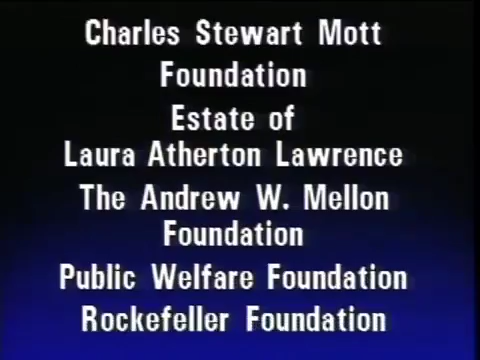 Charles Stewart Mott
Foundation
Estate of
Laura Atherton Lawrence
The Andrew W. Mellon
Foundation
Public Welfare Foundation
Rockefeller Foundation